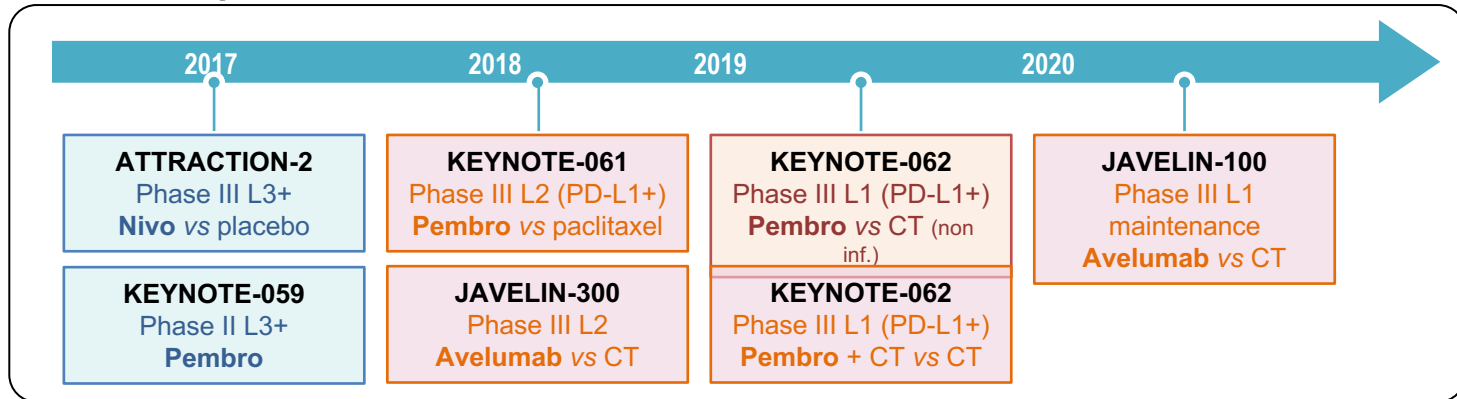 2017 2018 2019 2020
ATTRACTION-2
Phase III L3+
Nivo vs placebo
KEYNOTE-059
Phase II L3+
Pembro
KEYNOTE-061
Phase III L2 (PD-L1+)
Pembro vs paclitaxel
JAVELIN-300
Phase III L2
Avelumab vs CT
KEYNOTE-062
Phase III L1 (PD-L1+)
Pembro vs CT (non
inf.)
KEYNOTE-062
Phase III L1 (PD-L1+)
Pembro + CT vs CT
JAVELIN-100
Phase III L1
maintenance
Avelumab vs CT